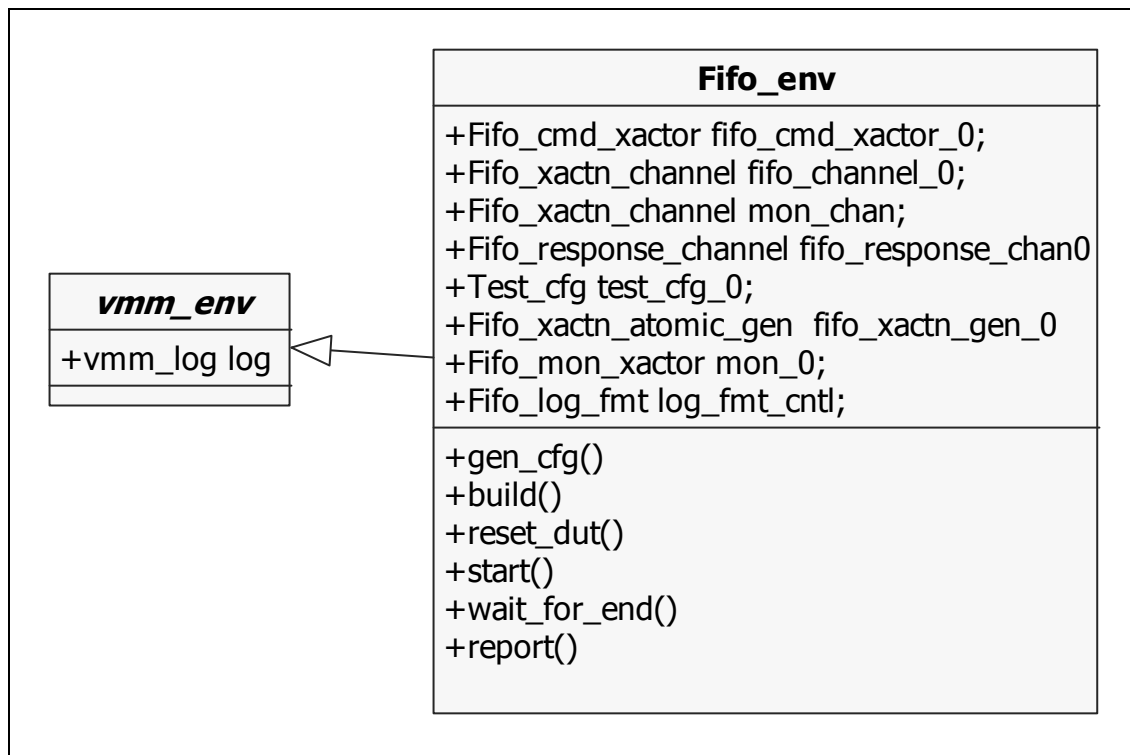 Fifo_env
+Fifo_cmd_xactor fifo_cmd_xactor_0;
+Fifo_xactn_channel fifo_channel_0;
+Fifo_xactn_channel mon_chan;
+Fifo_response_channel fifo_response_chan0
+Test_cfg test_cfg_0;
+Fifo_xactn_atomic_gen  fifo_xactn_gen_0
+Fifo_mon_xactor mon_0;
+Fifo_log_fmt log_fmt_cntl;
+gen_cfg()
+build()
+reset_dut()
+start()
+wait_for_end()
+report()
vmm_env
+vmm_log log